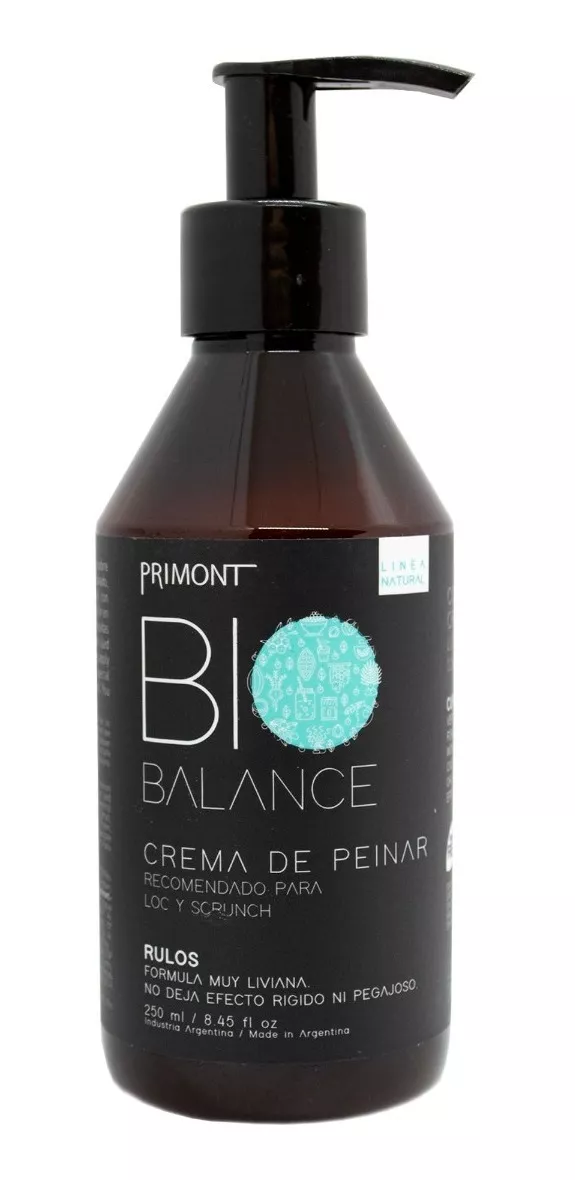 PRIMONT
LINEA
NATURAL
BIO
BALANCE
CREMA DE PEINAR
RECOMENDADO PARA
LOC Y SCRUNCH
RULOS
FORMULA MUY LIVIANA.
NO DEJA EFECTO RIGIDO NI PEGAJOSO.
250 ml / 8.45 fl oz
Industria Argentina / Made in Argentina